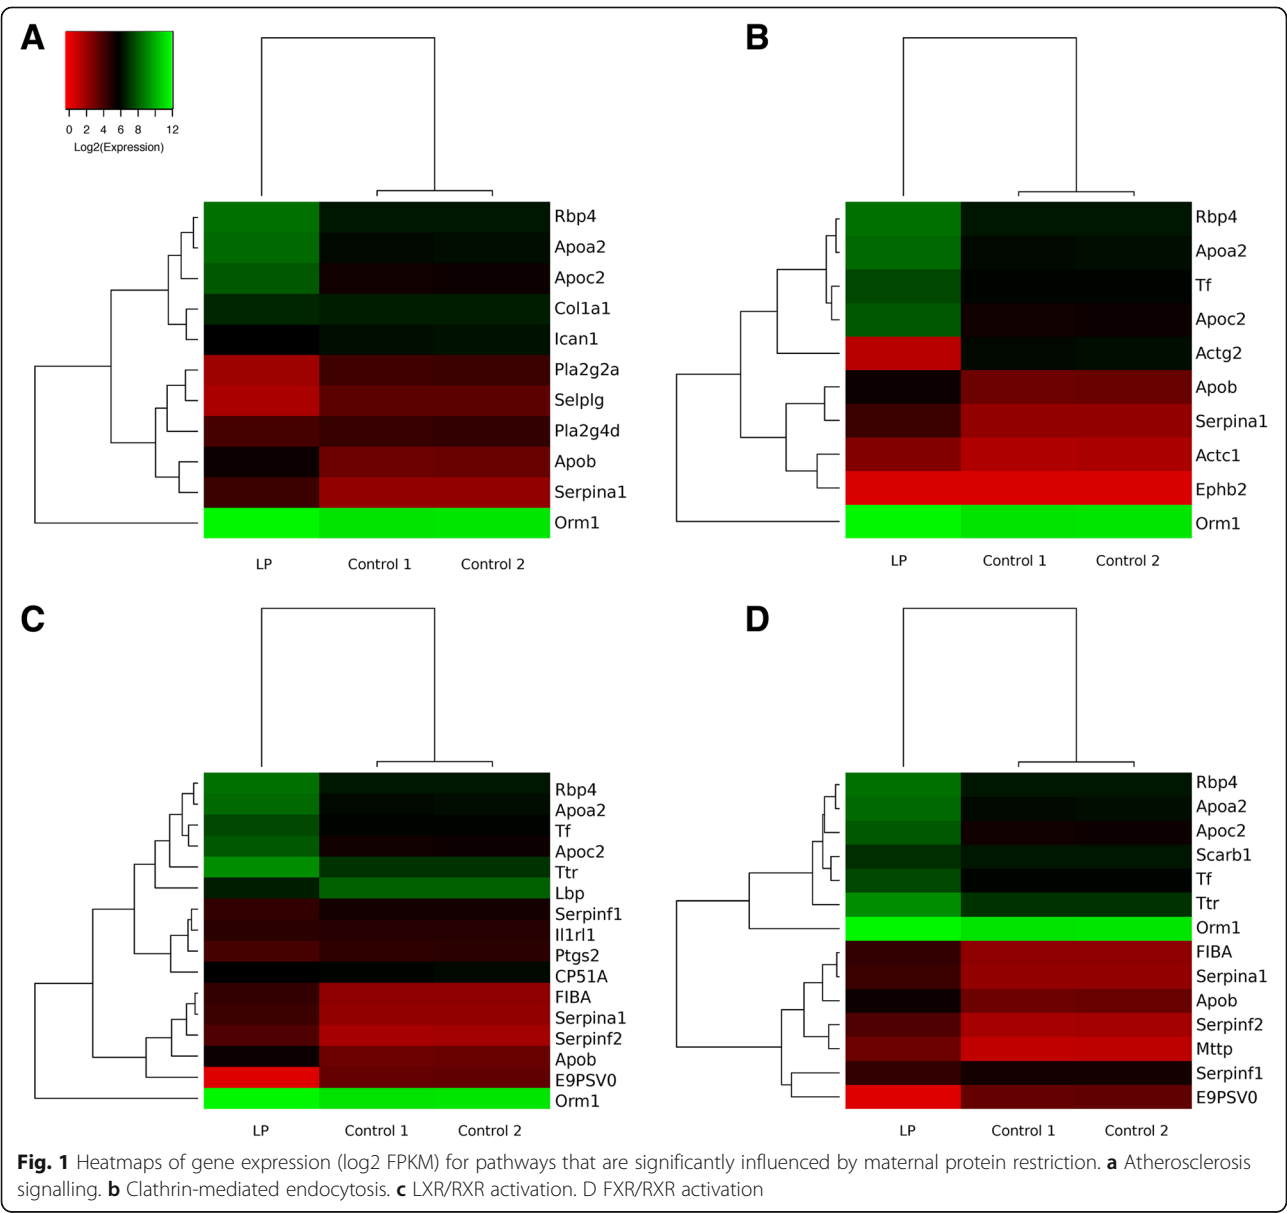 A
B
0 2 4 6 8 12
Log2(Expression)
Rbp4
Apoa2
Apoc2
Col1a1
Ican1
Pla2g2a
Selplg
Pla2g4d
Apob
Serpina1
Orm1
LP Control 1 Control 2
Rbp4
Apoa2
Tf
Apoc2
Actg2
Apob
Serpina1
Actc1
Ephb2
Orm1
LP Control 1 Control 2
C
D
Rbp4
Apoa2
Tf
Apoc2
Ttr
Lbp
Serpinf1
Il1rl1
Ptgs2
CP51A
FIBA
Serpina1
Serpinf2
Apob
E9PSV0
Orm1
LP Control 1 Control 2
Rbp4
Apoa2
Apoc2
Scarb1
Tf
Ttr
Orm1
FIBA
Serpina1
Apob
Serpinf2
Mttp
Serpinf1
E9PSV0
LP Control 1 Control 2
Fig. 1 Heatmaps of gene expression (log2 FPKM) for pathways that are significantly influenced by maternal protein restriction. a Atherosclerosis
signalling. b Clathrin-mediated endocytosis. c LXR/RXR activation. D FXR/RXR activation